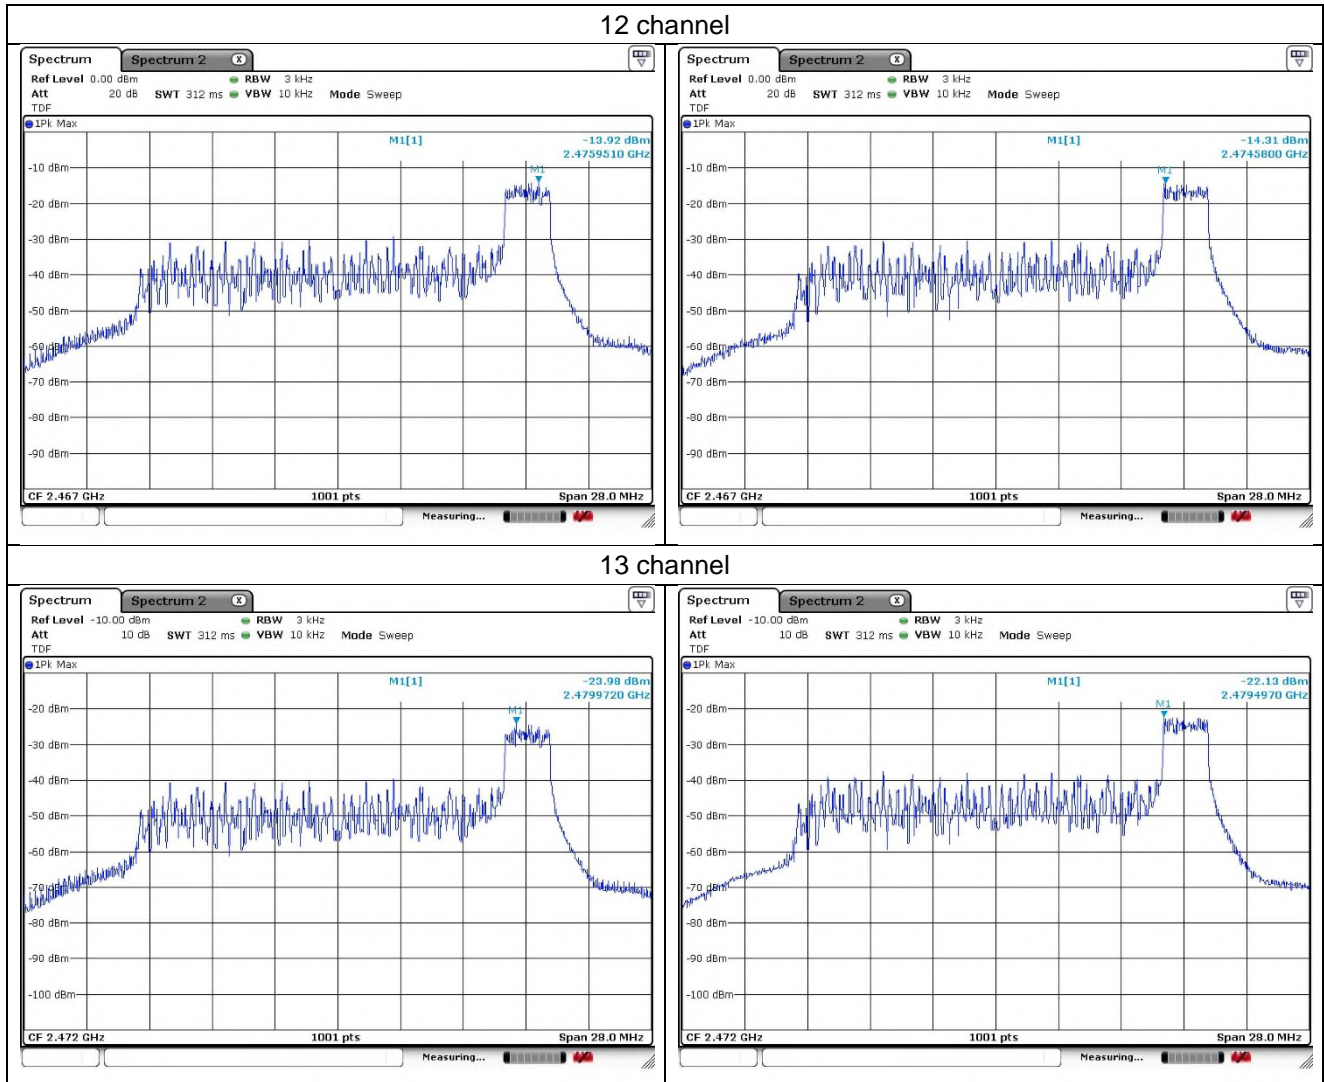 12 channel
Spectrum Spectrum 2 X
Ref Level 0.00 dBm RBW 3 kHz
Att 20 dB SWT 312 ms VBW 10 kHz Mode Sweep
TDF
1Pk Max
M1[1] -13.92 dBm
2.4759510 GHz
M1
-10 dBm
-20 dBm
-30 dBm
-40 dBm
-50 dBm
-60 dBm
-70 dBm
-80 dBm
-90 dBm
CF 2.467 GHz 1001 pts Span 28.0 MHz
Measuring...
Spectrum Spectrum 2 X
Ref Level 0.00 dBm RBW 3 kHz
Att 20 dB SWT 312 ms VBW 10 kHz Mode Sweep
TDF
1Pk Max
M1[1] -14.31 dBm
2.4745800 GHz
M1
-10 dBm
-20 dBm
-30 dBm
-40 dBm
-50 dBm
-60 dBm
-70 dBm
-80 dBm
-90 dBm
CF 2.467 GHz 1001 pts Span 28.0 MHz
Measuring...
13 channel
Spectrum Spectrum 2 X
Ref Level -10.00 dBm RBW 3 kHz
Att 10 dB SWT 312 ms VBW 10 kHz Mode Sweep
TDF
1Pk Max
M1[1] -23.98 dBm
2.4799720 GHz
M1
-20 dBm
-30 dBm
-40 dBm
-50 dBm
-60 dBm
-70 dBm
-80 dBm
-90 dBm
-100 dBm
CF 2.472 GHz 1001 pts Span 28.0 MHz
Measuring...
Spectrum Spectrum 2 X
Ref Level -10.00 dBm RBW 3 kHz
Att 10 dB SWT 312 ms VBW 10 kHz Mode Sweep
TDF
1Pk Max
M1[1] -22.13 dBm
2.4794970 GHz
M1
-20 dBm
-30 dBm
-40 dBm
-50 dBm
-60 dBm
-70 dBm
-80 dBm
-90 dBm
-100 dBm
CF 2.472 GHz 1001 pts Span 28.0 MHz
Measuring...